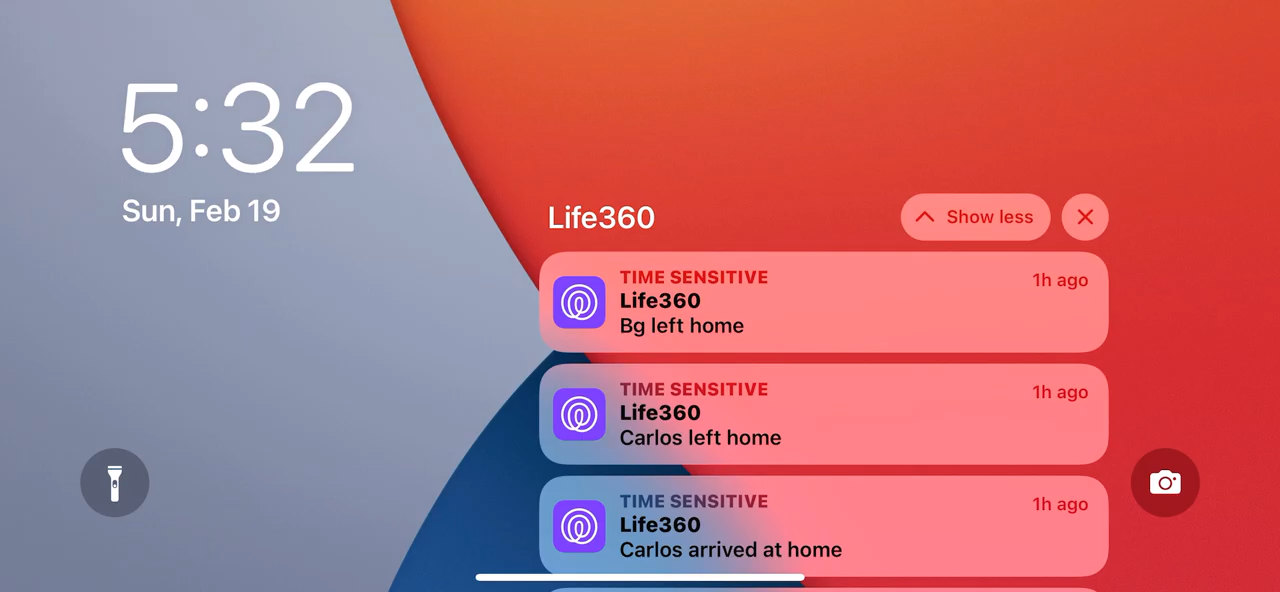 5:32
Sun, Feb 19
Life360
Show less
TIME SENSITIVE
1h ago
Life360
Bg left home
TIME SENSITIVE
1h ago
Life360
Carlos left home
TIME SENSITIVE
1h ago
Life360
Carlos arrived at home